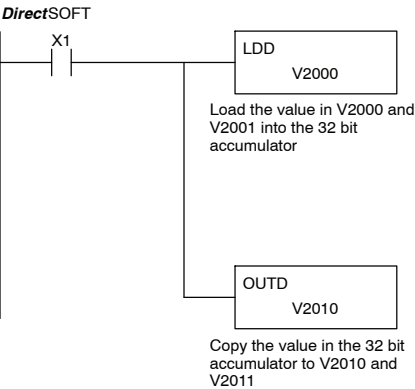 DirectSOFT
X1
LDD
V2000
Load the value in V2000 and
V2001 into the 32 bit
accumulator
OUTD
V2010
Copy the value in the 32 bit
accumulator to V2010 and
V2011